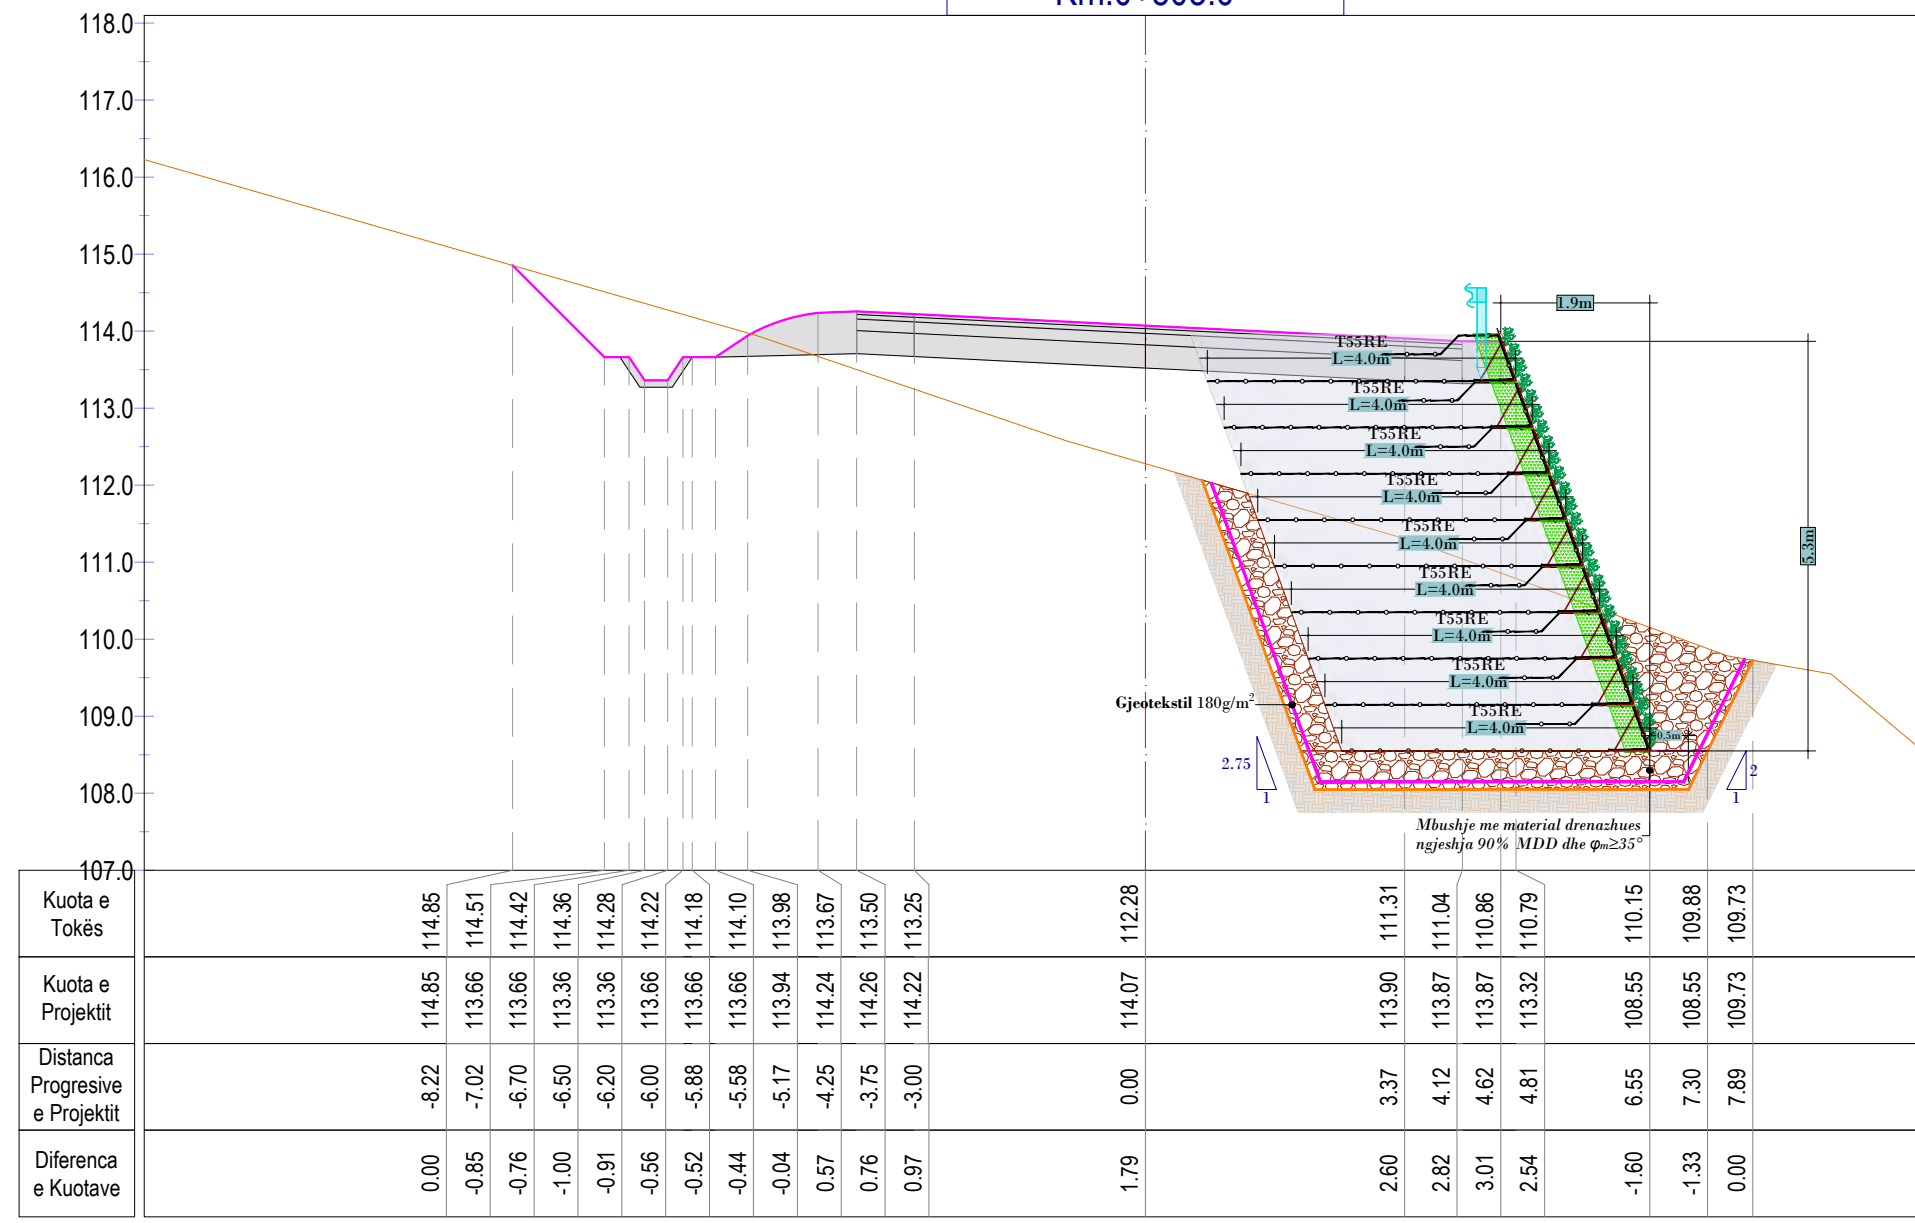 118.0
117.0
116.0
115.0
114.0
113.0
112.0
111.0
110.0
109.0
108.0
107.0
1.9m
5.3m
T55RE
L=4.0m
T55RE
L=4.0m
T55RE
L=4.0m
T55RE
L=4.0m
T55RE
L=4.0m
T55RE
L=4.0m
T55RE
L=4.0m
T55RE
L=4.0m
T55RE
L=4.0m
0.5m
Gjeotekstil 180g/m²
2.75
1
2
1
Mbushje me material drenazhues
ngjeshja 90% MDD dhe φm≥35°
Kuota e
Tokës
114.85 114.51 114.42 114.36 114.28 114.22 114.18 114.10 113.98 113.67 113.50 113.25 112.28 111.31 111.04 110.86 110.79 110.15 109.88 109.73
Kuota e
Projektit
114.85 113.66 113.66 113.36 113.36 113.66 113.66 113.66 113.94 114.24 114.26 114.22 114.07 113.90 113.87 113.87 113.32 108.55 108.55 109.73
Distanca
Progresive
e Projektit
-8.22 -7.02 -6.70 -6.50 -6.20 -6.00 -5.88 -5.58 -5.17 -4.25 -3.75 -3.00 0.00 3.37 4.12 4.62 4.81 6.55 7.30 7.89
Diferenca
e Kuotave
0.00 -0.85 -0.76 -1.00 -0.91 -0.56 -0.52 -0.44 -0.04 0.57 0.76 0.97 1.79 2.60 2.82 3.01 2.54 -1.60 -1.33 0.00